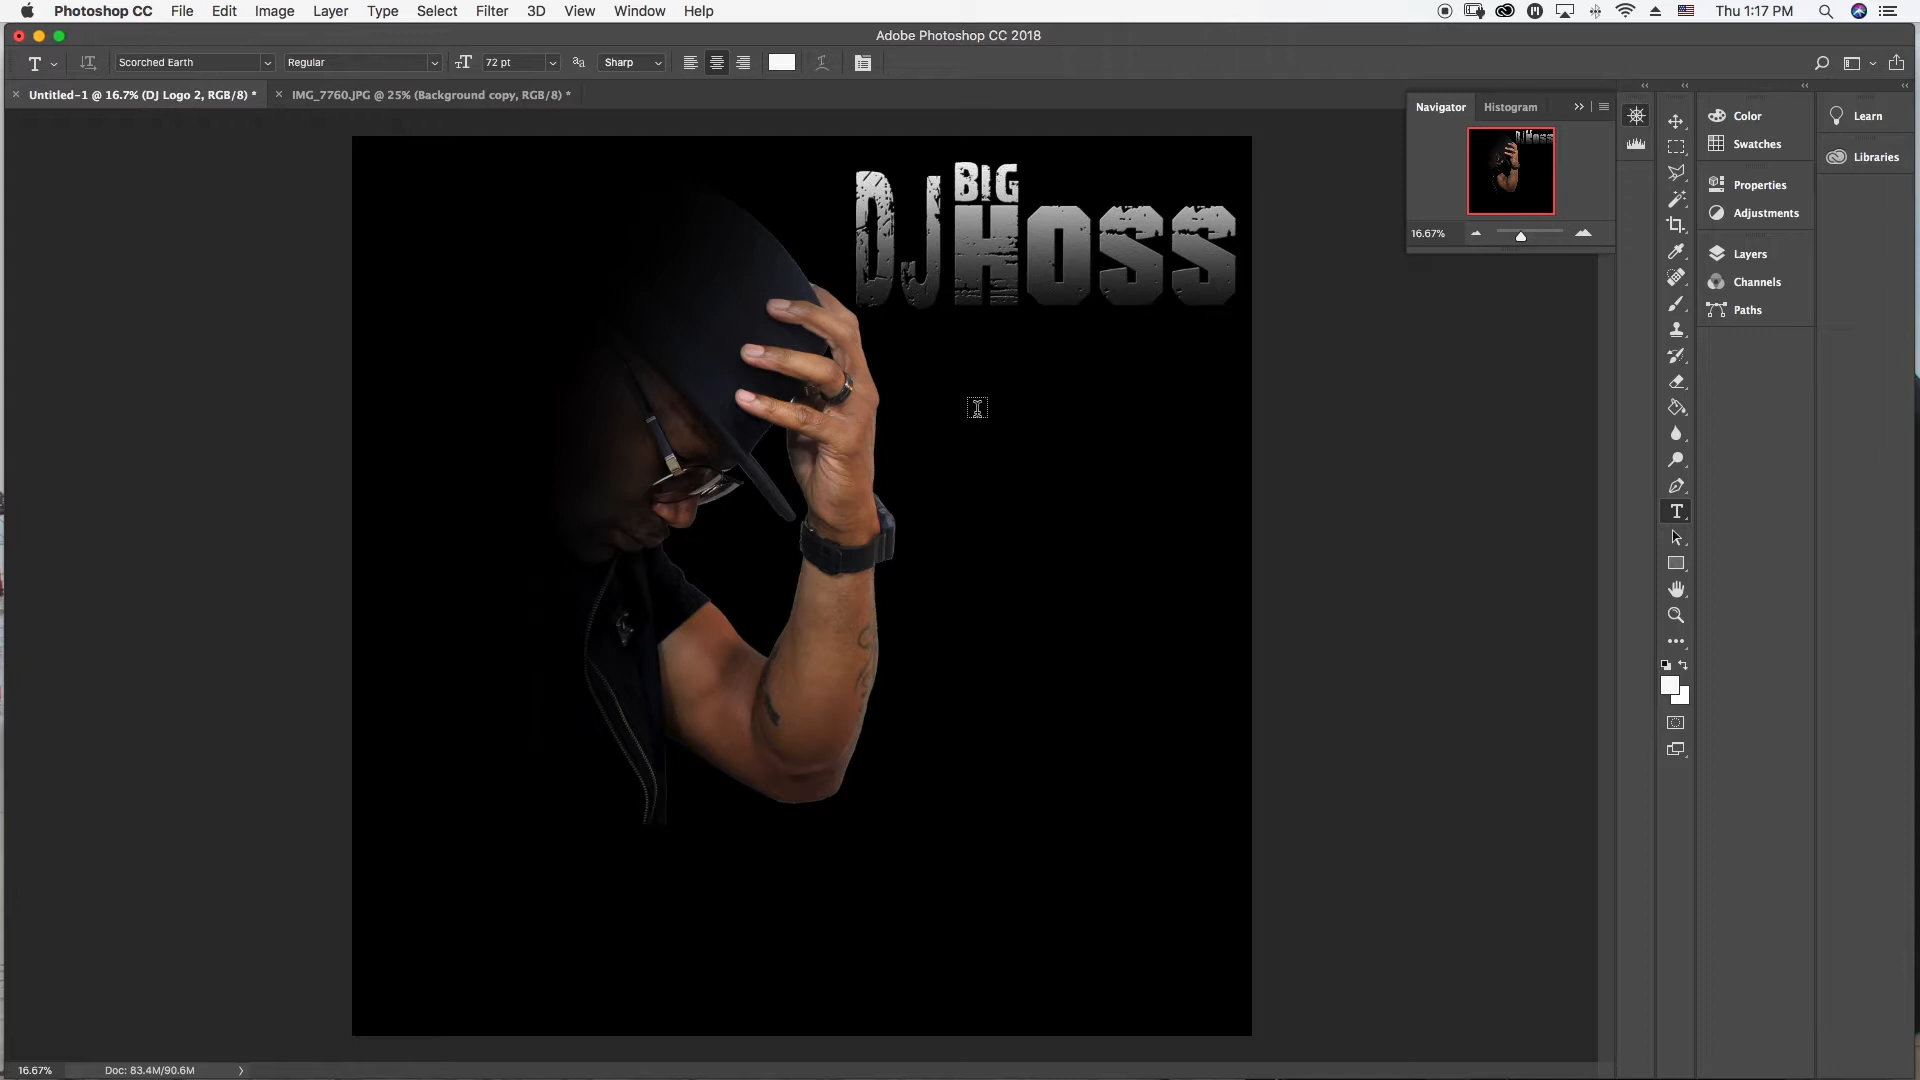 Photoshop CC File Edit Image Layer Type Select Filter 3D View Window Help Thu 1:17 PM
Adobe Photoshop CC 2018
T Scorched Earth Regular 72 pt Sharp
Untitled-1 @ 16.7% (DJ Logo 2, RGB/8) * IMG_7760.JPG @ 25% (Background copy, RGB/8) *
Navigator Histogram
Color
Learn
Swatches
Libraries
Properties
Adjustments
16.67%
Layers
Channels
Paths
DJ BIG HOSS
16.67% Doc: 83.4M/90.6M